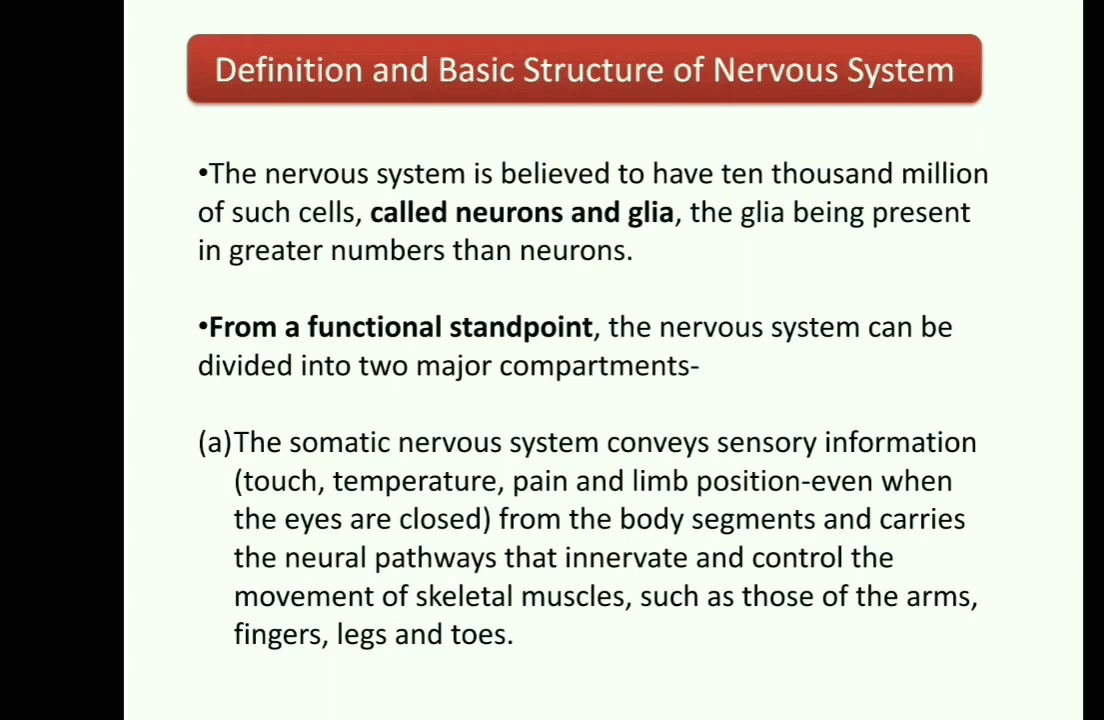 Definition and Basic Structure of Nervous System
•The nervous system is believed to have ten thousand million
of such cells, called neurons and glia, the glia being present
in greater numbers than neurons.
•From a functional standpoint, the nervous system can be
divided into two major compartments-
(a)The somatic nervous system conveys sensory information
(touch, temperature, pain and limb position-even when
the eyes are closed) from the body segments and carries
the neural pathways that innervate and control the
movement of skeletal muscles, such as those of the arms,
fingers, legs and toes.